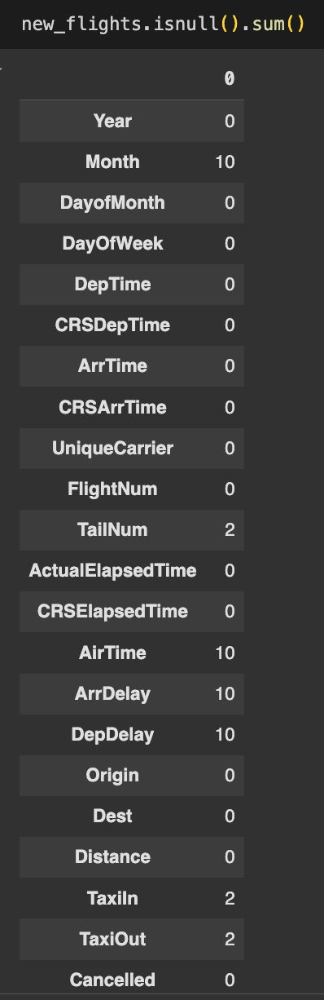 new_flights.isnull().sum()
0
Year 0
Month 10
DayofMonth 0
DayOfWeek 0
DepTime 0
CRSDepTime 0
ArrTime 0
CRSArrTime 0
UniqueCarrier 0
FlightNum 0
TailNum 2
ActualElapsedTime 0
CRSElapsedTime 0
AirTime 10
ArrDelay 10
DepDelay 10
Origin 0
Dest 0
Distance 0
TaxiIn 2
TaxiOut 2
Cancelled 0